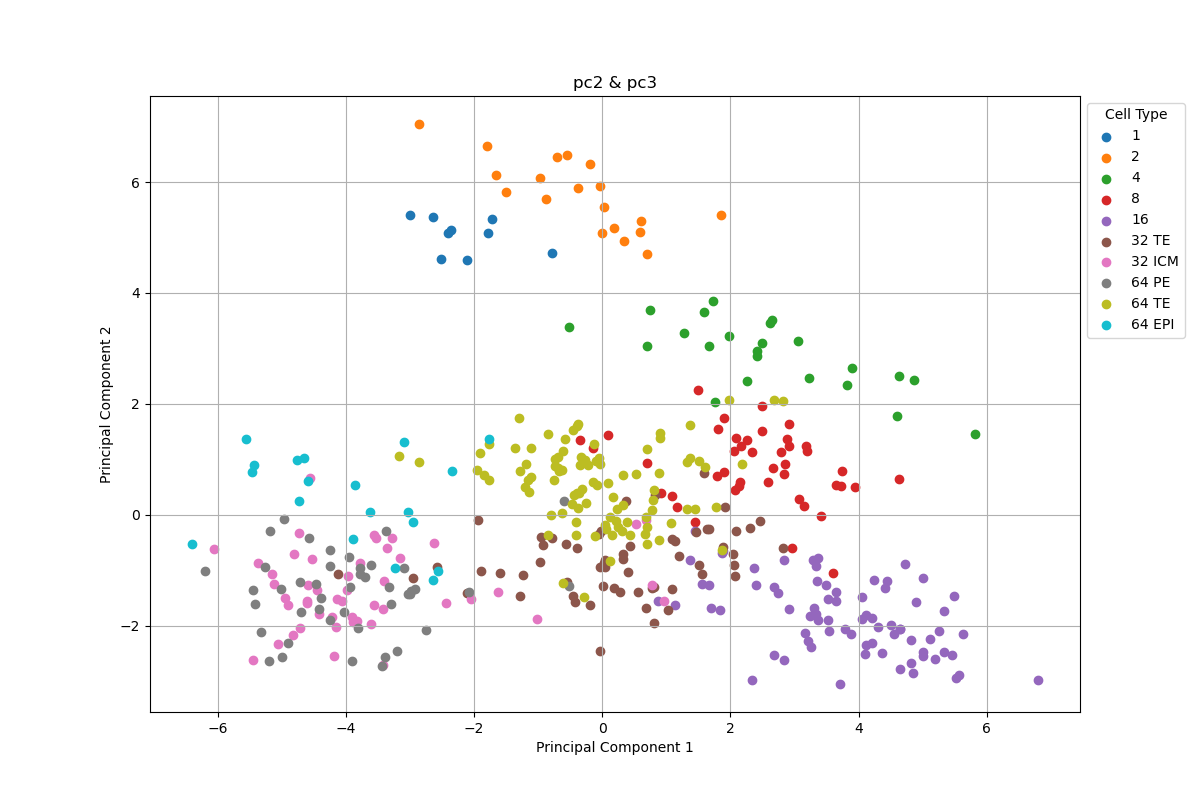 pc2 & pc3
Cell Type
1
2
4
8
16
32 TE
32 ICM
64 PE
64 TE
64 EPI
Principal Component 2
6
4
2
0
−2
−6
−4
−2
0
2
4
6
Principal Component 1